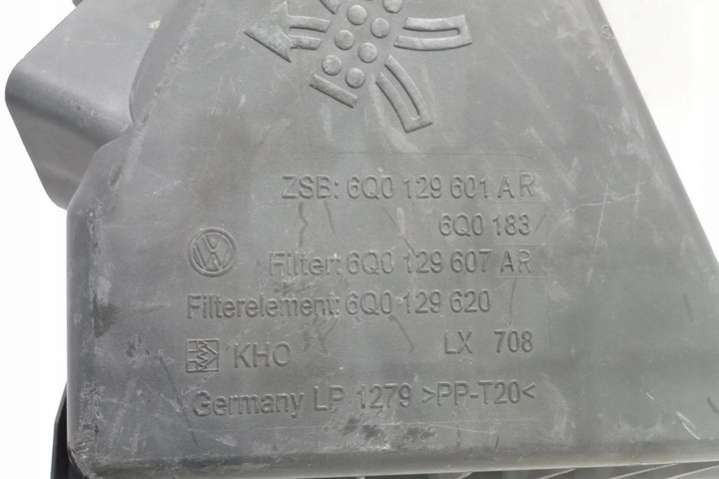 ZSB: 6Q0 129 601 AR
6Q0 183
Filter: 6Q0 129 607 AR
Filterelement: 6Q0 129 620
KHO LX 708
Germany LP 1279 >PP-T20<